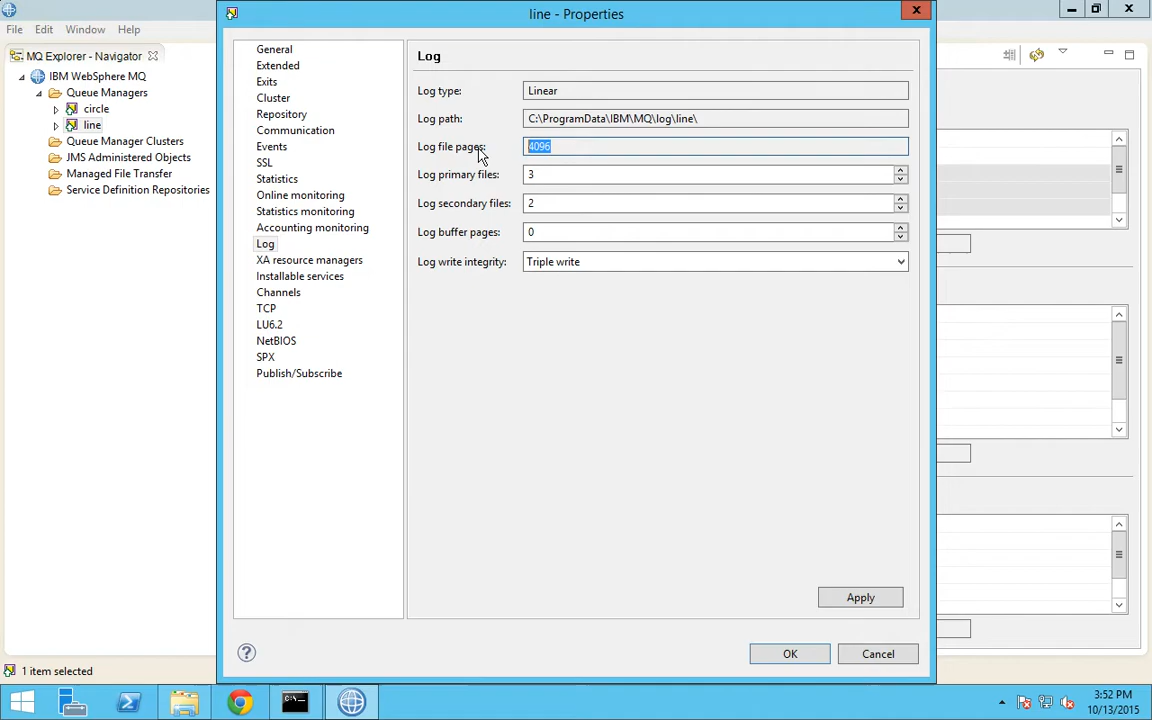 line - Properties
File Edit Window Help
MQ Explorer - Navigator
IBM WebSphere MQ
Queue Managers
circle
line
Queue Manager Clusters
JMS Administered Objects
Managed File Transfer
Service Definition Repositories
General
Extended
Exits
Cluster
Repository
Communication
Events
SSL
Statistics
Online monitoring
Statistics monitoring
Accounting monitoring
Log
XA resource managers
Installable services
Channels
TCP
LU6.2
NetBIOS
SPX
Publish/Subscribe
Log
Log type: Linear
Log path: C:\ProgramData\IBM\MQ\log\line\
Log file pages: 4096
Log primary files: 3
Log secondary files: 2
Log buffer pages: 0
Log write integrity: Triple write
Apply
OK Cancel
1 item selected
3:52 PM
10/13/2015